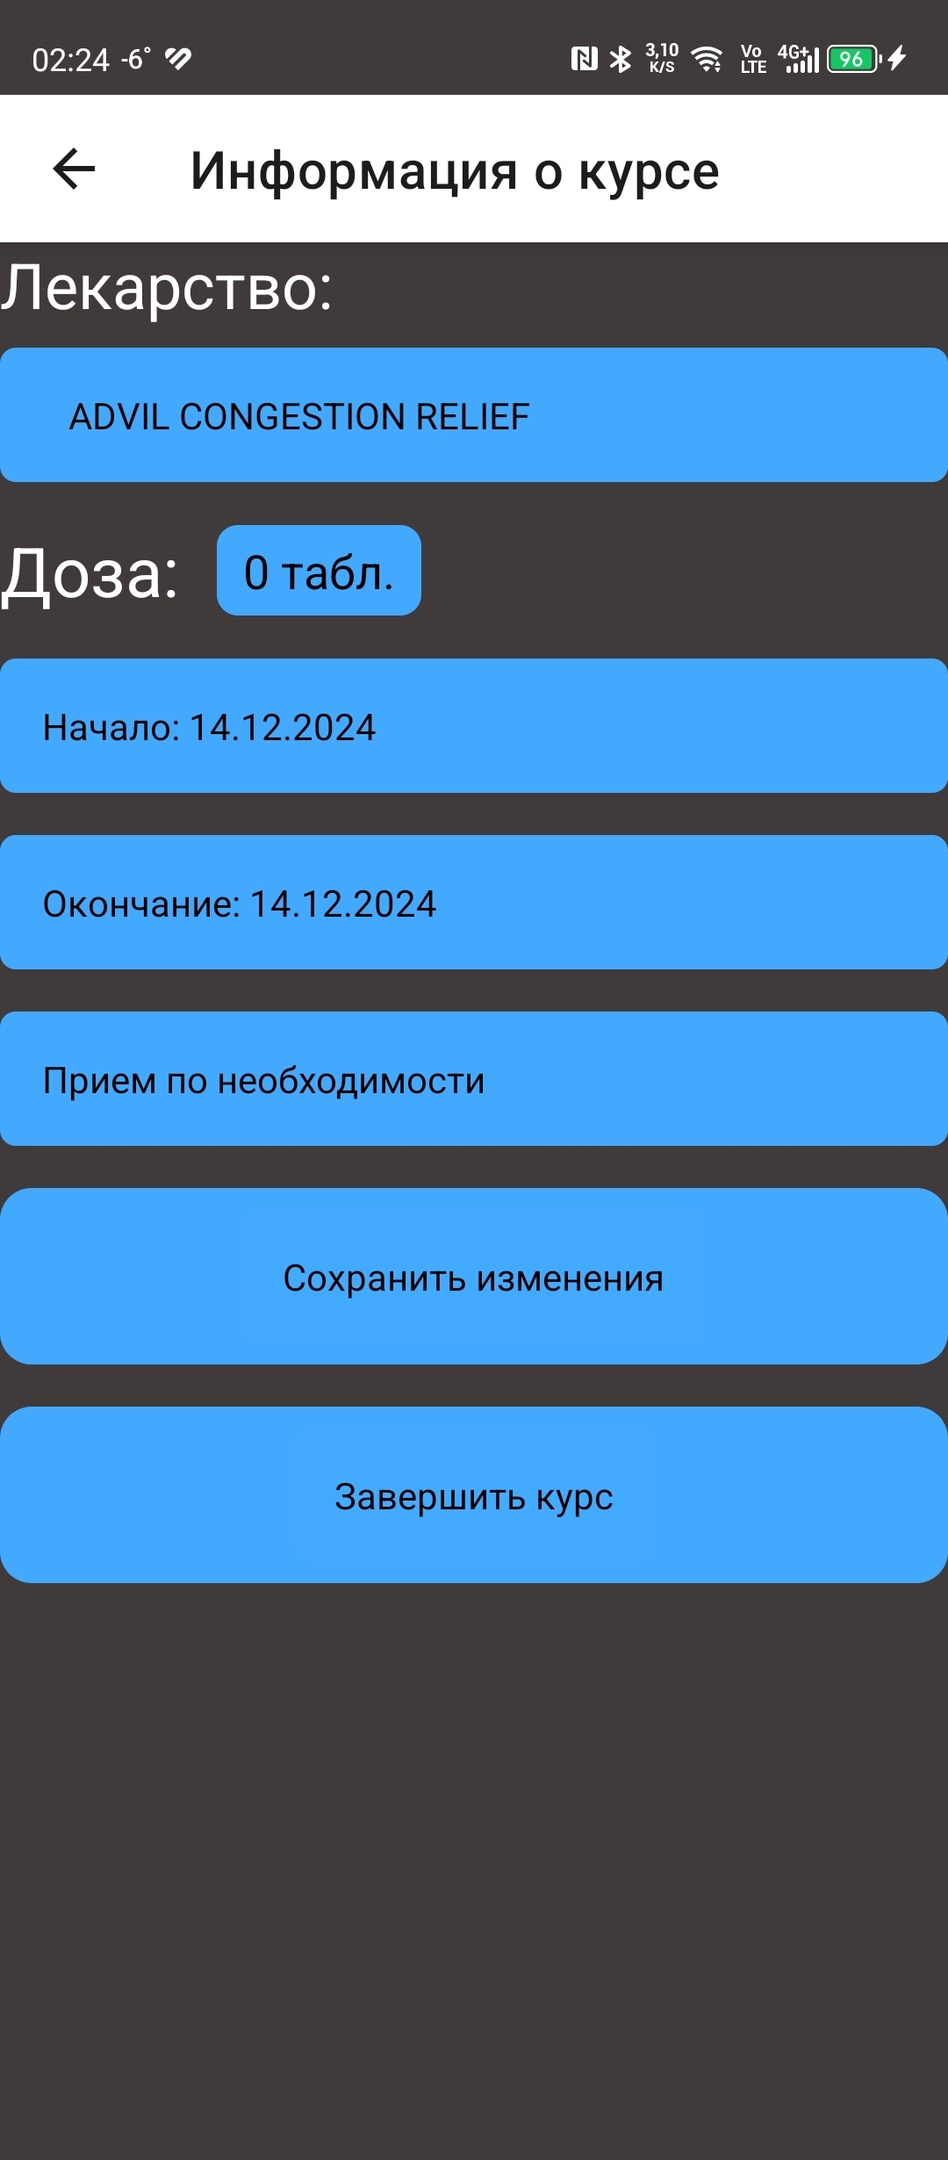 02:24 -6° 3,10 K/S Vo LTE 4G+ 96
Информация о курсе
Лекарство:
ADVIL CONGESTION RELIEF
Доза: 0 табл.
Начало: 14.12.2024
Окончание: 14.12.2024
Прием по необходимости
Сохранить изменения
Завершить курс